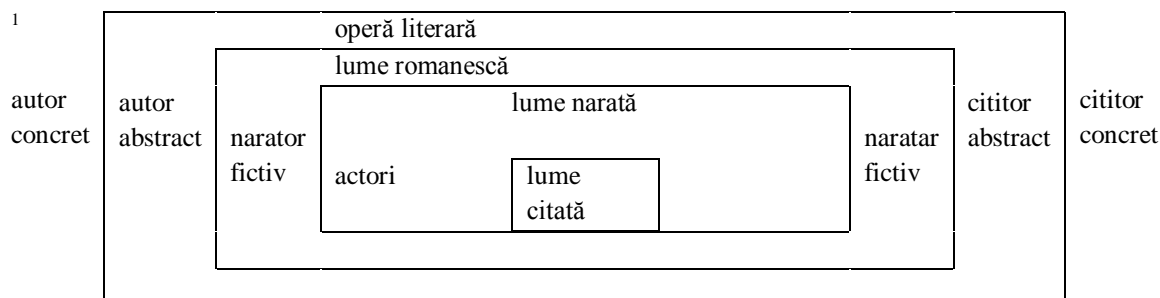 1
operă literară
lume romanescă
autor concret
autor abstract
narator fictiv
lume narată
actori
lume citată
naratar fictiv
cititor abstract
cititor concret